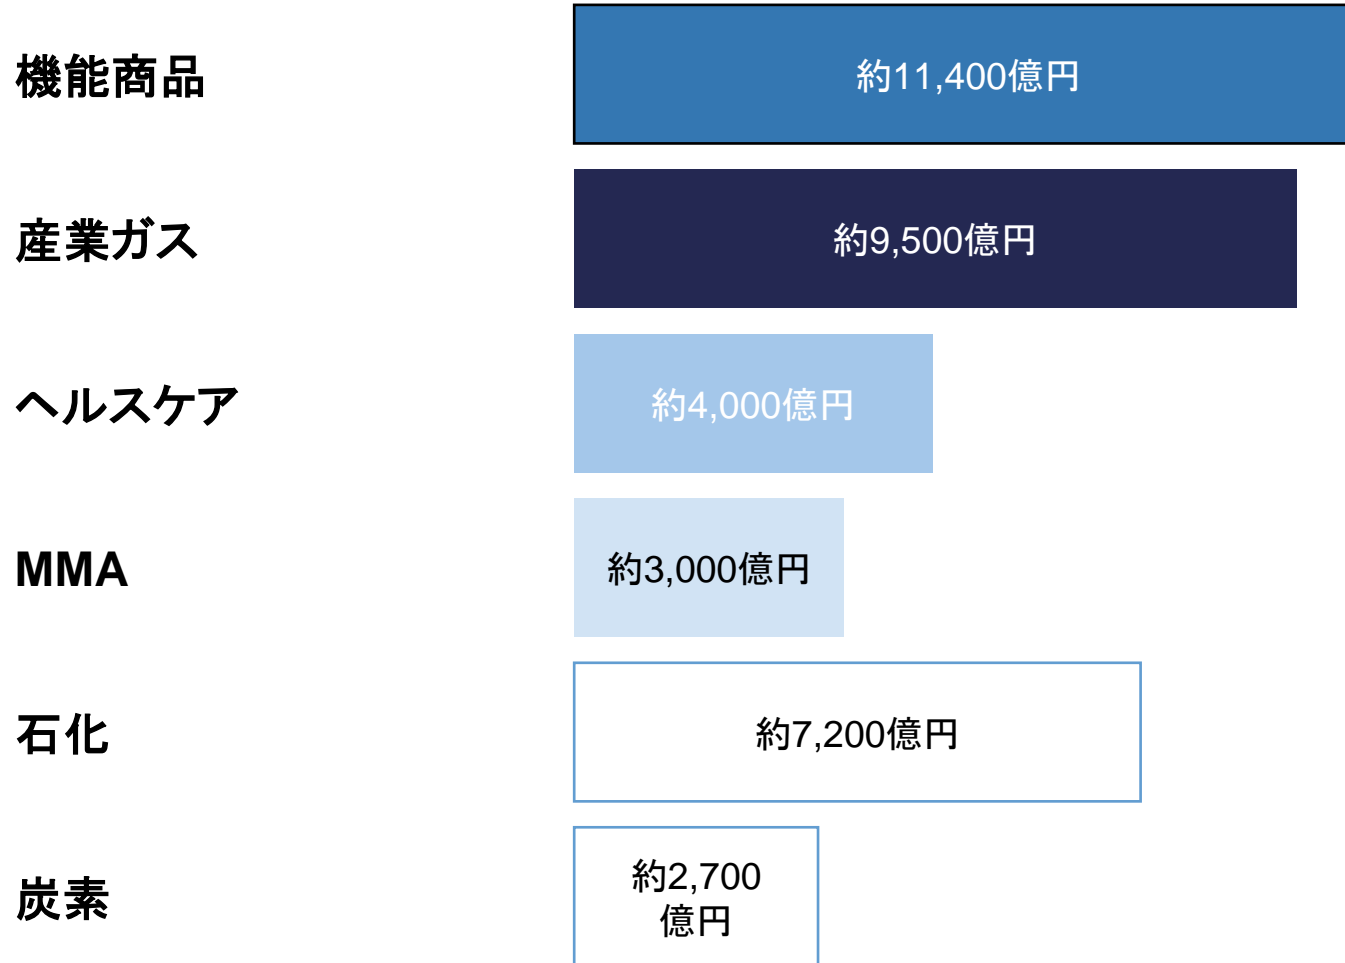 機能商品
約11,400億円
産業ガス
約9,500億円
ヘルスケア
約4,000億円
MMA
約3,000億円
石化
約7,200億円
炭素
約2,700
億円